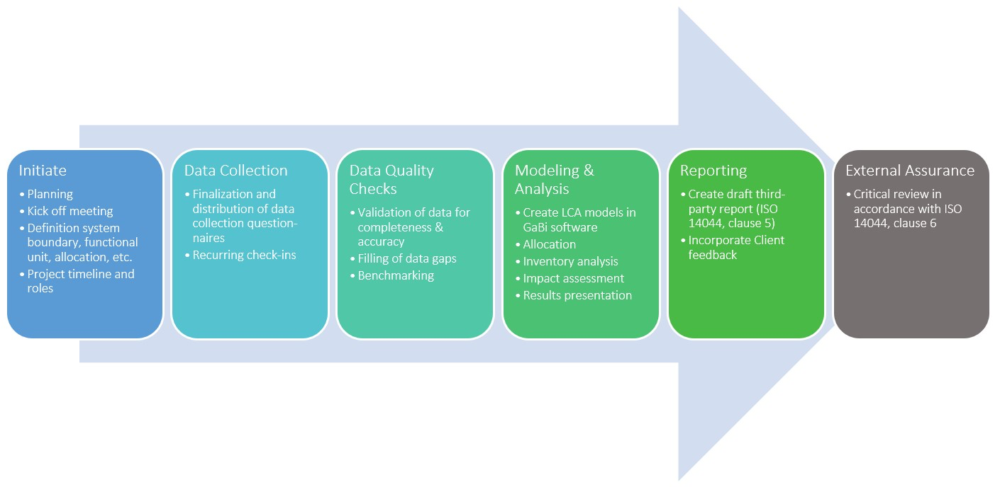 Initiate
• Planning
• Kick off meeting
• Definition system
boundary, functional
unit, allocation, etc.
• Project timeline and
roles
Data Collection
• Finalization and
distribution of data
collection question-
naires
• Recurring check-ins
Data Quality
Checks
• Validation of data for
completeness &
accuracy
• Filling of data gaps
• Benchmarking
Modeling &
Analysis
• Create LCA models in
GaBi software
• Allocation
• Inventory analysis
• Impact assessment
• Results presentation
Reporting
• Create draft third-
party report (ISO
14044, clause 5)
• Incorporate Client
feedback
External Assurance
• Critical review in
accordance with ISO
14044, clause 6